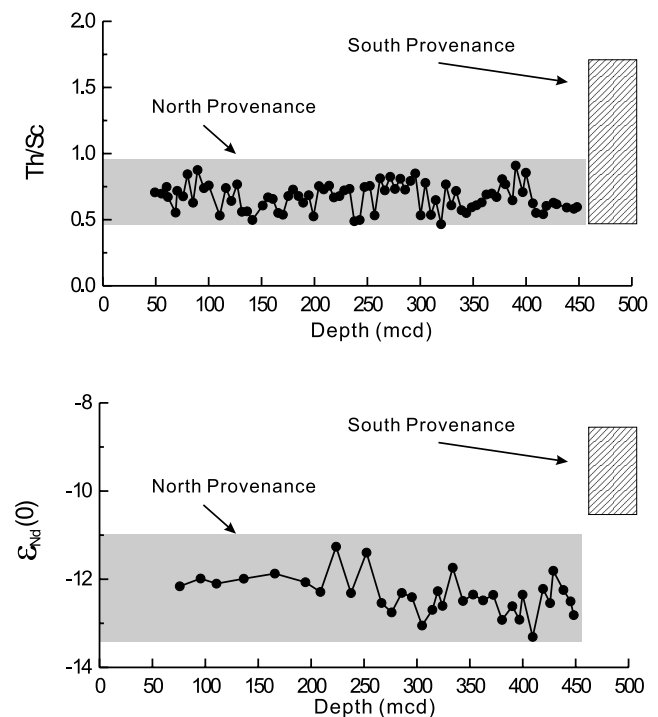 2.0
South Provenance
1.5
North Provenance
Th/Sc
1.0
0.5
0.0
0 50 100 150 200 250 300 350 400 450 500
Depth (mcd)
-8
South Provenance
-10
North Provenance
εNd(0)
-12
-14
0 50 100 150 200 250 300 350 400 450 500
Depth (mcd)